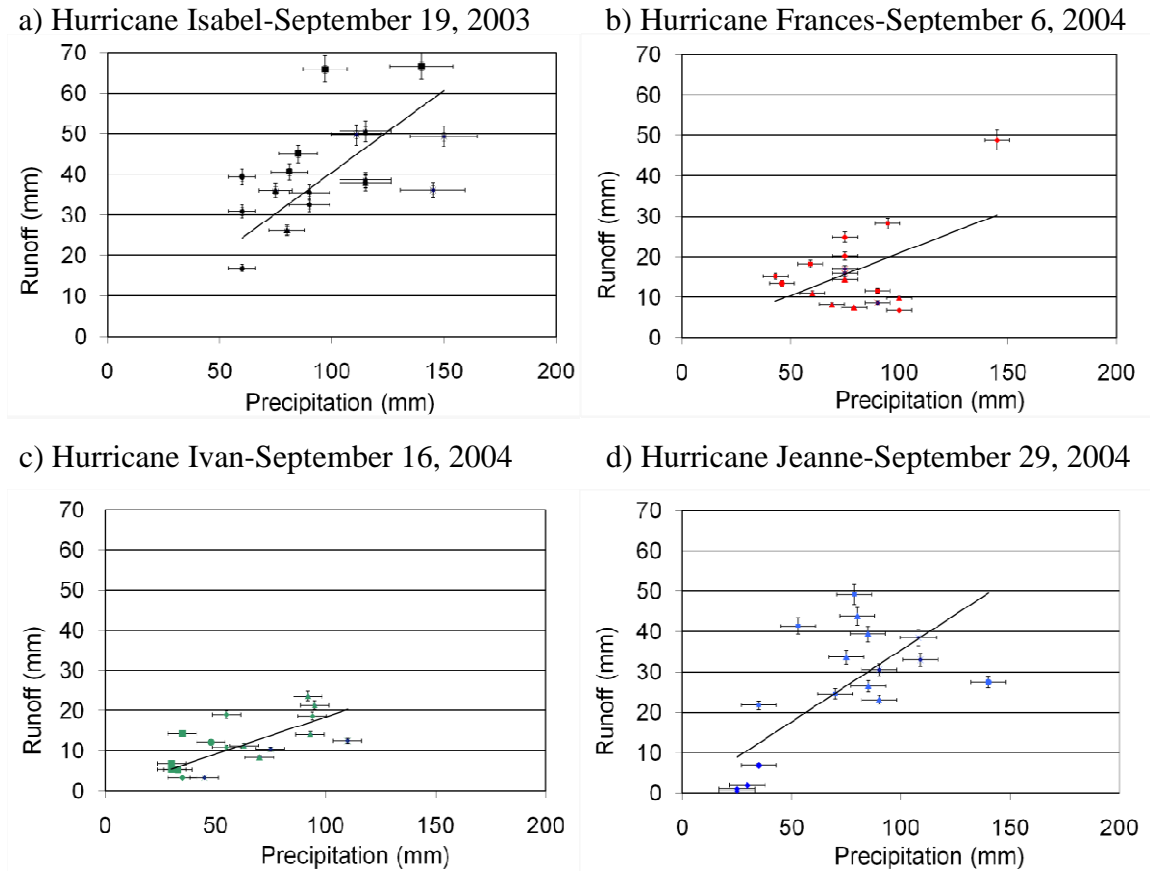 a) Hurricane Isabel-September 19, 2003
70
60
50
40
30
20
10
0
Runoff (mm)
0 50 100 150 200
Precipitation (mm)
b) Hurricane Frances-September 6, 2004
70
60
50
40
30
20
10
0
Runoff (mm)
0 50 100 150 200
Precipitation (mm)
c) Hurricane Ivan-September 16, 2004
70
60
50
40
30
20
10
0
Runoff (mm)
0 50 100 150 200
Precipitation (mm)
d) Hurricane Jeanne-September 29, 2004
70
60
50
40
30
20
10
0
Runoff (mm)
0 50 100 150 200
Precipitation (mm)